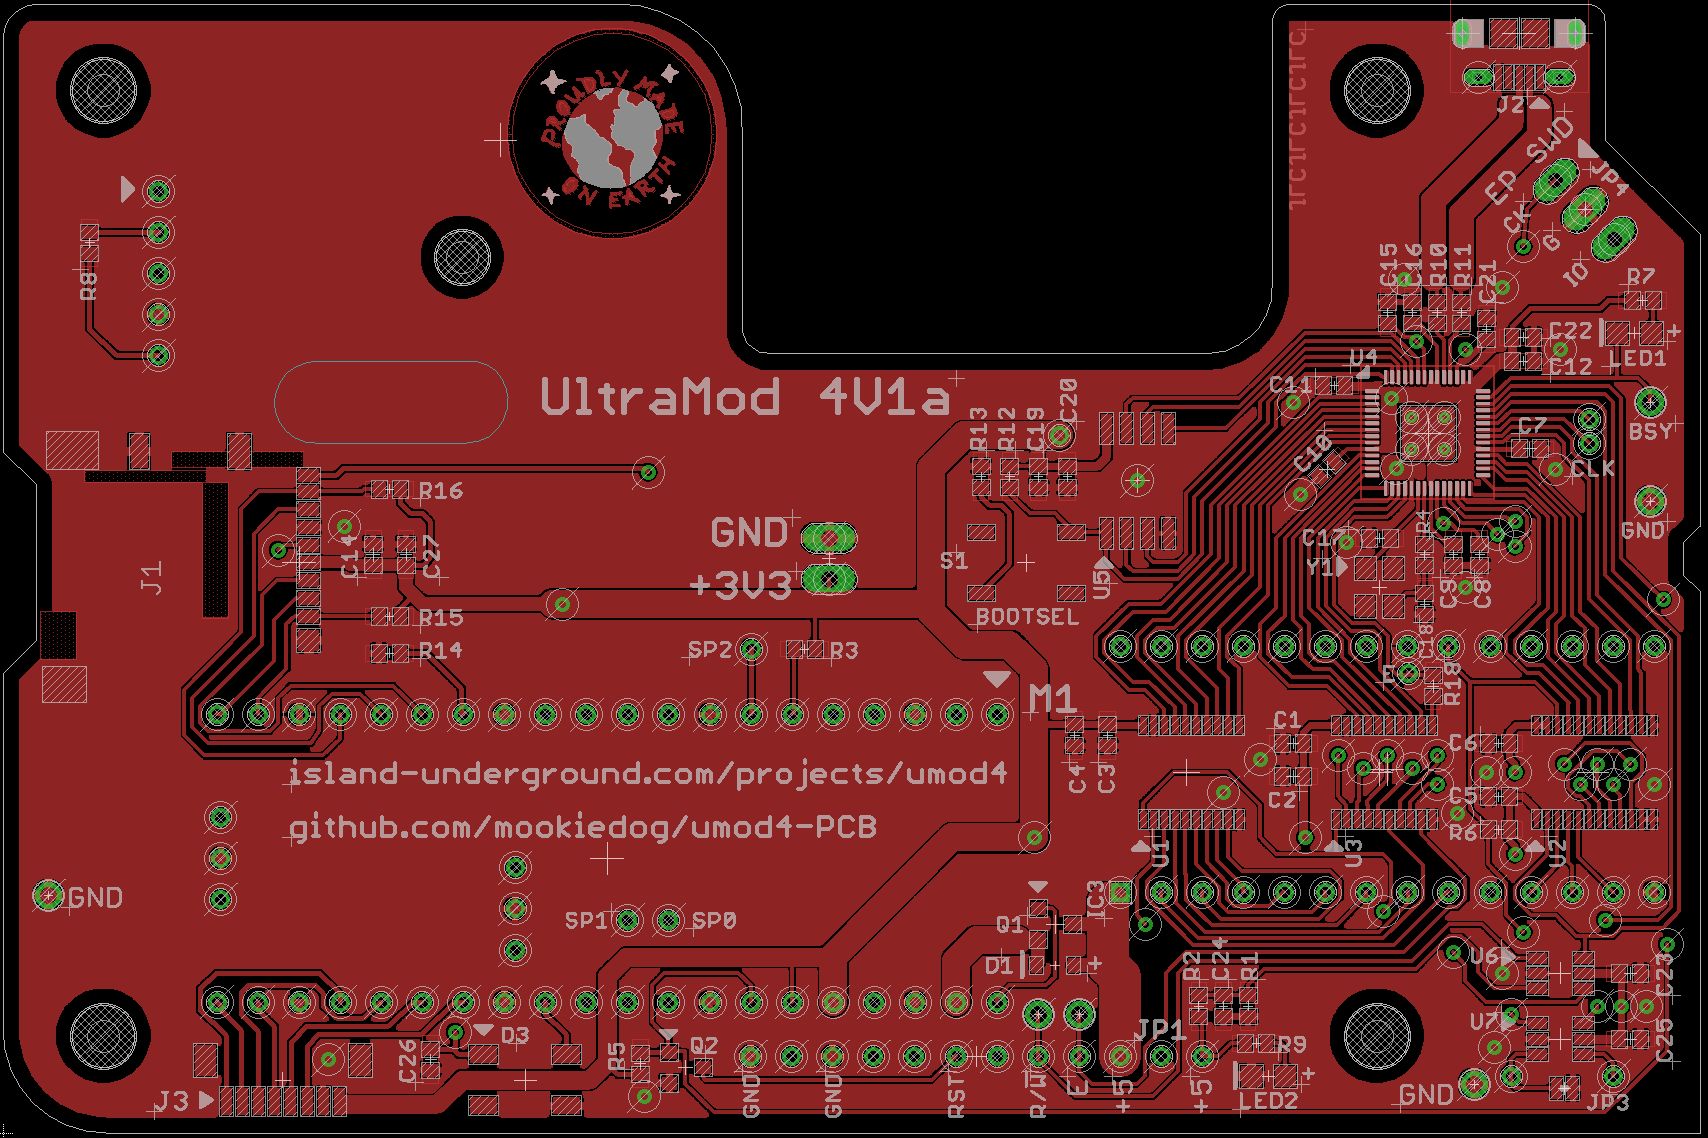 PROUDLY MADE
ON EARTH
1rc1rc1rc1rc
J2
SWD
EP
CK
G
IO
JP4
R8
C15
C16
R10
R11
C21
R7
C22
C12
LED1
+
U4
C11
UltraMod 4V1a
R13
R12
C19
C20
C10
C7
BSY
CLK
GND
R16
C14
C27
J1
R15
R14
GND
+3V3
S1
BOOTSEL
U5
C17
Y1
R4
C9
C8
C18
R18
E
SP2
R3
M1
C4
C3
C1
C2
C6
C5
R6
island-underground.com/projects/umod4
github.com/mookiedog/umod4-PCB
U1
U3
U2
GND
SP1
SP0
Q1
IC3
D1
+
R2
C24
R1
U6
C23
U7
C25
D3
C26
R5
Q2
JP1
R9
LED2
+
J3
GND
GND
RST
R/W
E
+5
+5
GND
JP3